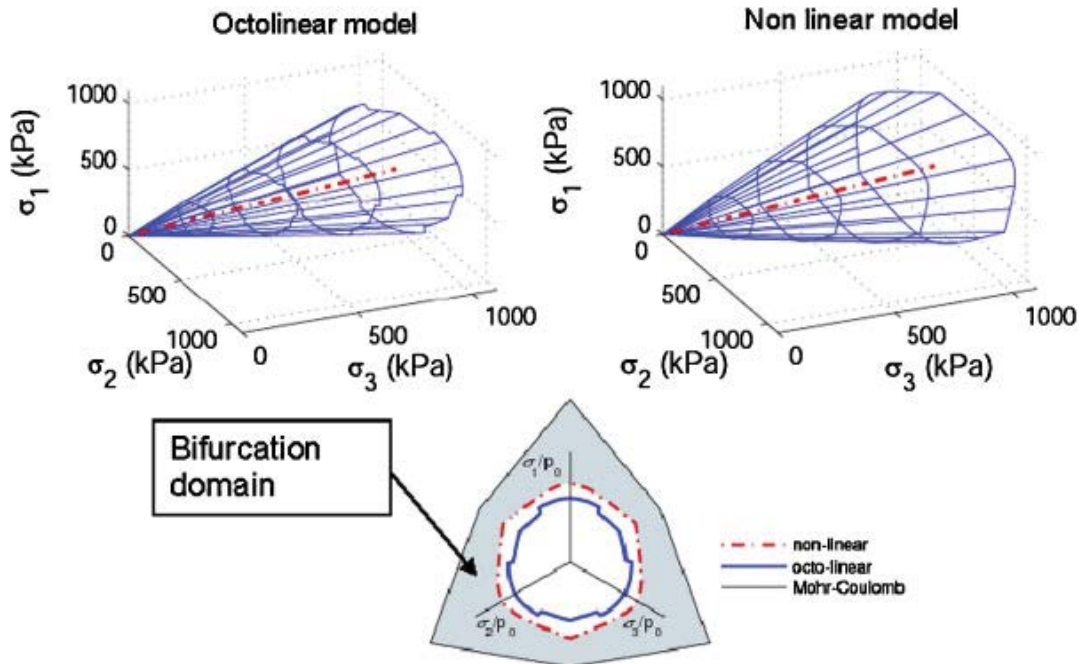 Octolinear model
Non linear model
1000
500
0
σ₁ (kPa)
0
500
1000
σ₂ (kPa)
0
500
1000
σ₃ (kPa)
1000
500
0
σ₁ (kPa)
0
500
1000
σ₂ (kPa)
0
500
1000
σ₃ (kPa)
Bifurcation
domain
σ₁/p₀
σ₂/p₀
σ₃/p₀
non-linear
octo-linear
Mohr-Coulomb